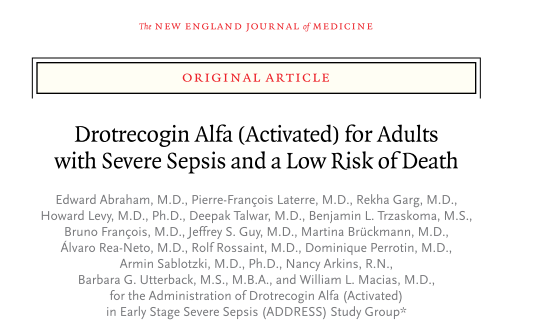 The NEW ENGLAND JOURNAL of MEDICINE
ORIGINAL ARTICLE
Drotrecogin Alfa (Activated) for Adults
with Severe Sepsis and a Low Risk of Death
Edward Abraham, M.D., Pierre-François Laterre, M.D., Rekha Garg, M.D.,
Howard Levy, M.D., Ph.D., Deepak Talwar, M.D., Benjamin L. Trzaskoma, M.S.,
Bruno François, M.D., Jeffrey S. Guy, M.D., Martina Brückmann, M.D.,
Álvaro Rea-Neto, M.D., Rolf Rossaint, M.D., Dominique Perrotin, M.D.,
Armin Sablotzki, M.D., Ph.D., Nancy Arkins, R.N.,
Barbara G. Utterback, M.S., M.B.A., and William L. Macias, M.D.,
for the Administration of Drotrecogin Alfa (Activated)
in Early Stage Severe Sepsis (ADDRESS) Study Group*